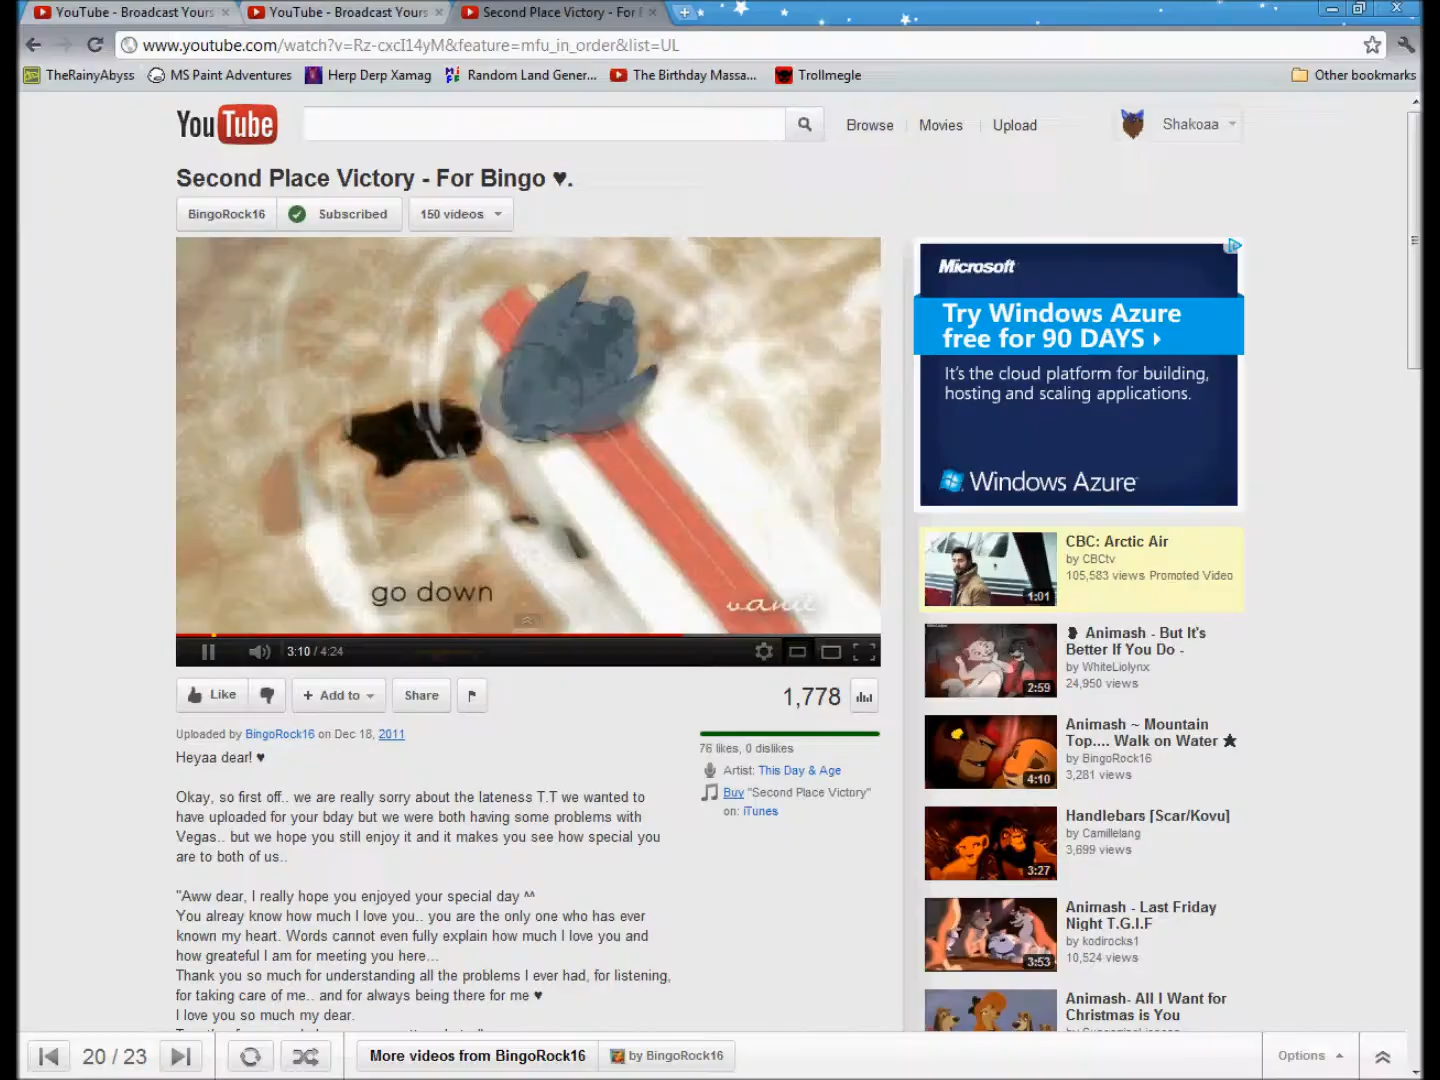 YouTube - Broadcast Yours
YouTube - Broadcast Yours
Second Place Victory - For
www.youtube.com/watch?v=Rz-cxcI14yM&feature=mfu_in_order&list=UL
TheRainyAbyss
MS Paint Adventures
Herp Derp Xamag
Random Land Gener...
The Birthday Massa...
Trollmegle
Other bookmarks
YouTube
Browse
Movies
Upload
Shakoaa
Second Place Victory - For Bingo ♥.
BingoRock16
Subscribed
150 videos
Microsoft
Try Windows Azure
free for 90 DAYS
It's the cloud platform for building,
hosting and scaling applications.
Windows Azure
go down
3:10 / 4:24
CBC: Arctic Air
by CBCtv
105,583 views Promoted Video
1:01
❥ Animash - But It's
Better If You Do -
by WhiteLiolynx
24,950 views
2:59
Animash ~ Mountain
Top.... Walk on Water ★
by BingoRock16
3,281 views
4:10
Handlebars [Scar/Kovu]
by Camillelang
3,699 views
3:27
Animash - Last Friday
Night T.G.I.F
by kodirocks1
10,524 views
3:53
Animash- All I Want for
Christmas is You
Like
+ Add to
Share
1,778
Uploaded by BingoRock16 on Dec 18, 2011
76 likes, 0 dislikes
Artist: This Day & Age
Buy "Second Place Victory"
on: iTunes
Heyaa dear! ♥
Okay, so first off.. we are really sorry about the lateness T.T we wanted to
have uploaded for your bday but we were both having some problems with
Vegas.. but we hope you still enjoy it and it makes you see how special you
are to both of us..
"Aww dear, I really hope you enjoyed your special day ^^
You alreay know how much I love you.. you are the only one who has ever
known my heart. Words cannot even fully explain how much I love you and
how greateful I am for meeting you here...
Thank you so much for understanding all the problems I ever had, for listening,
for taking care of me.. and for always being there for me ♥
I love you so much my dear.
20 / 23
More videos from BingoRock16
by BingoRock16
Options